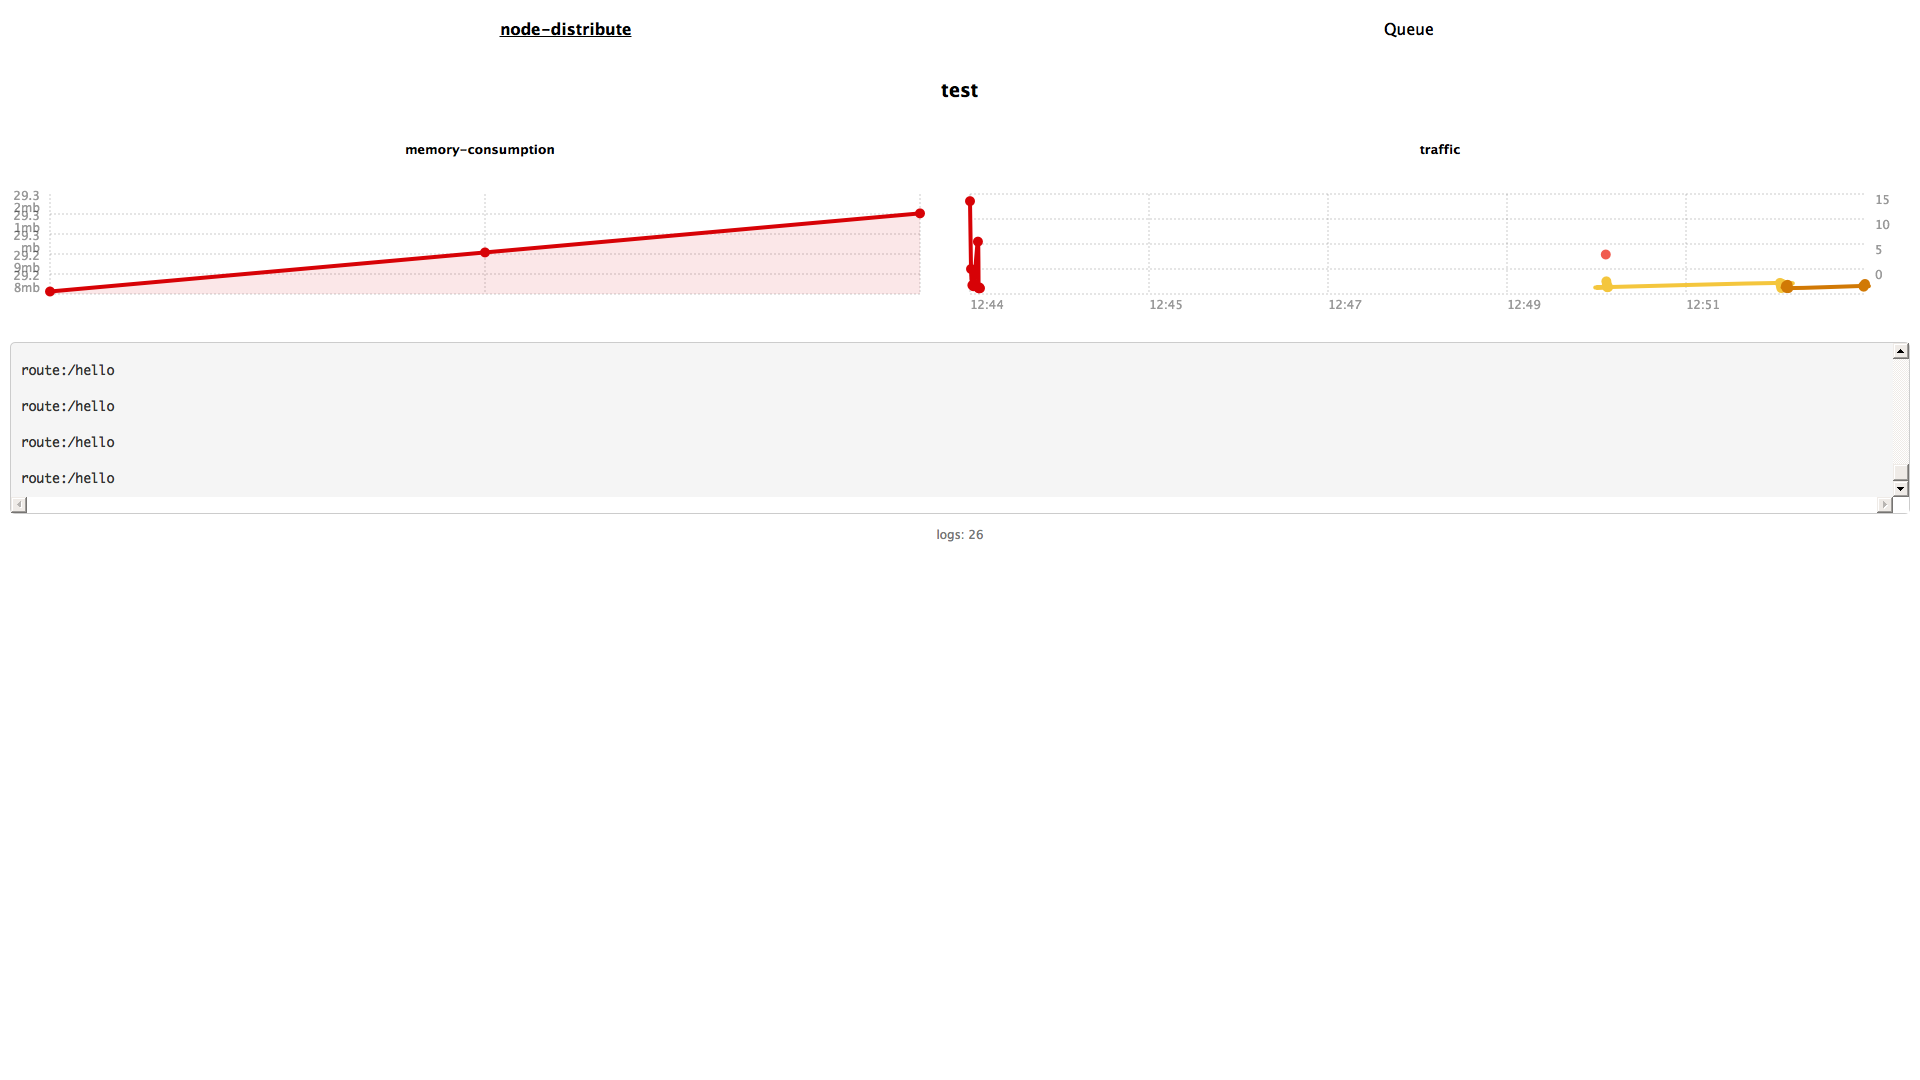 node-distribute
Queue
test
memory-consumption
traffic
29.3
2mb
29.3
1mb
29.3
mb
29.2
9mb
29.2
8mb
15
10
5
0
12:44
12:45
12:47
12:49
12:51
route:/hello
route:/hello
route:/hello
route:/hello
logs: 26